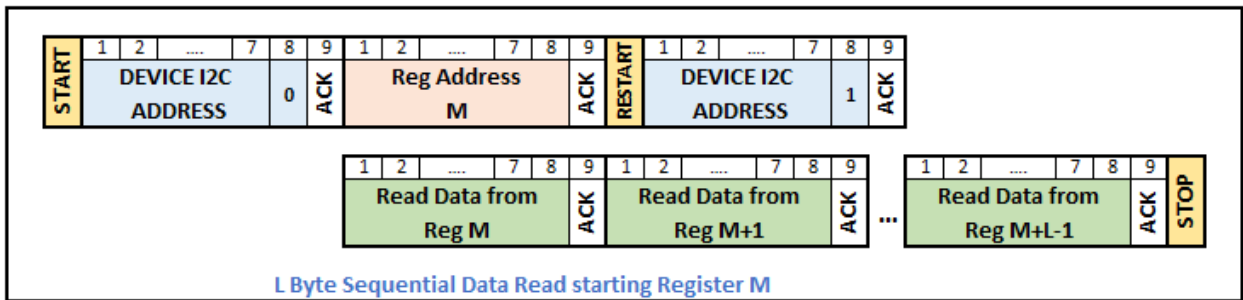 START 1 2 .... 7 8 9 1 2 .... 7 8 9 RESTART 1 2 .... 7 8 9
DEVICE I2C 0 ACK Reg Address ACK DEVICE I2C 1 ACK
ADDRESS M ADDRESS
1 2 .... 7 8 9 1 2 .... 7 8 9 1 2 .... 7 8 9
Read Data from ACK Read Data from ACK ... Read Data from ACK STOP
Reg M Reg M+1 Reg M+L-1
L Byte Sequential Data Read starting Register M